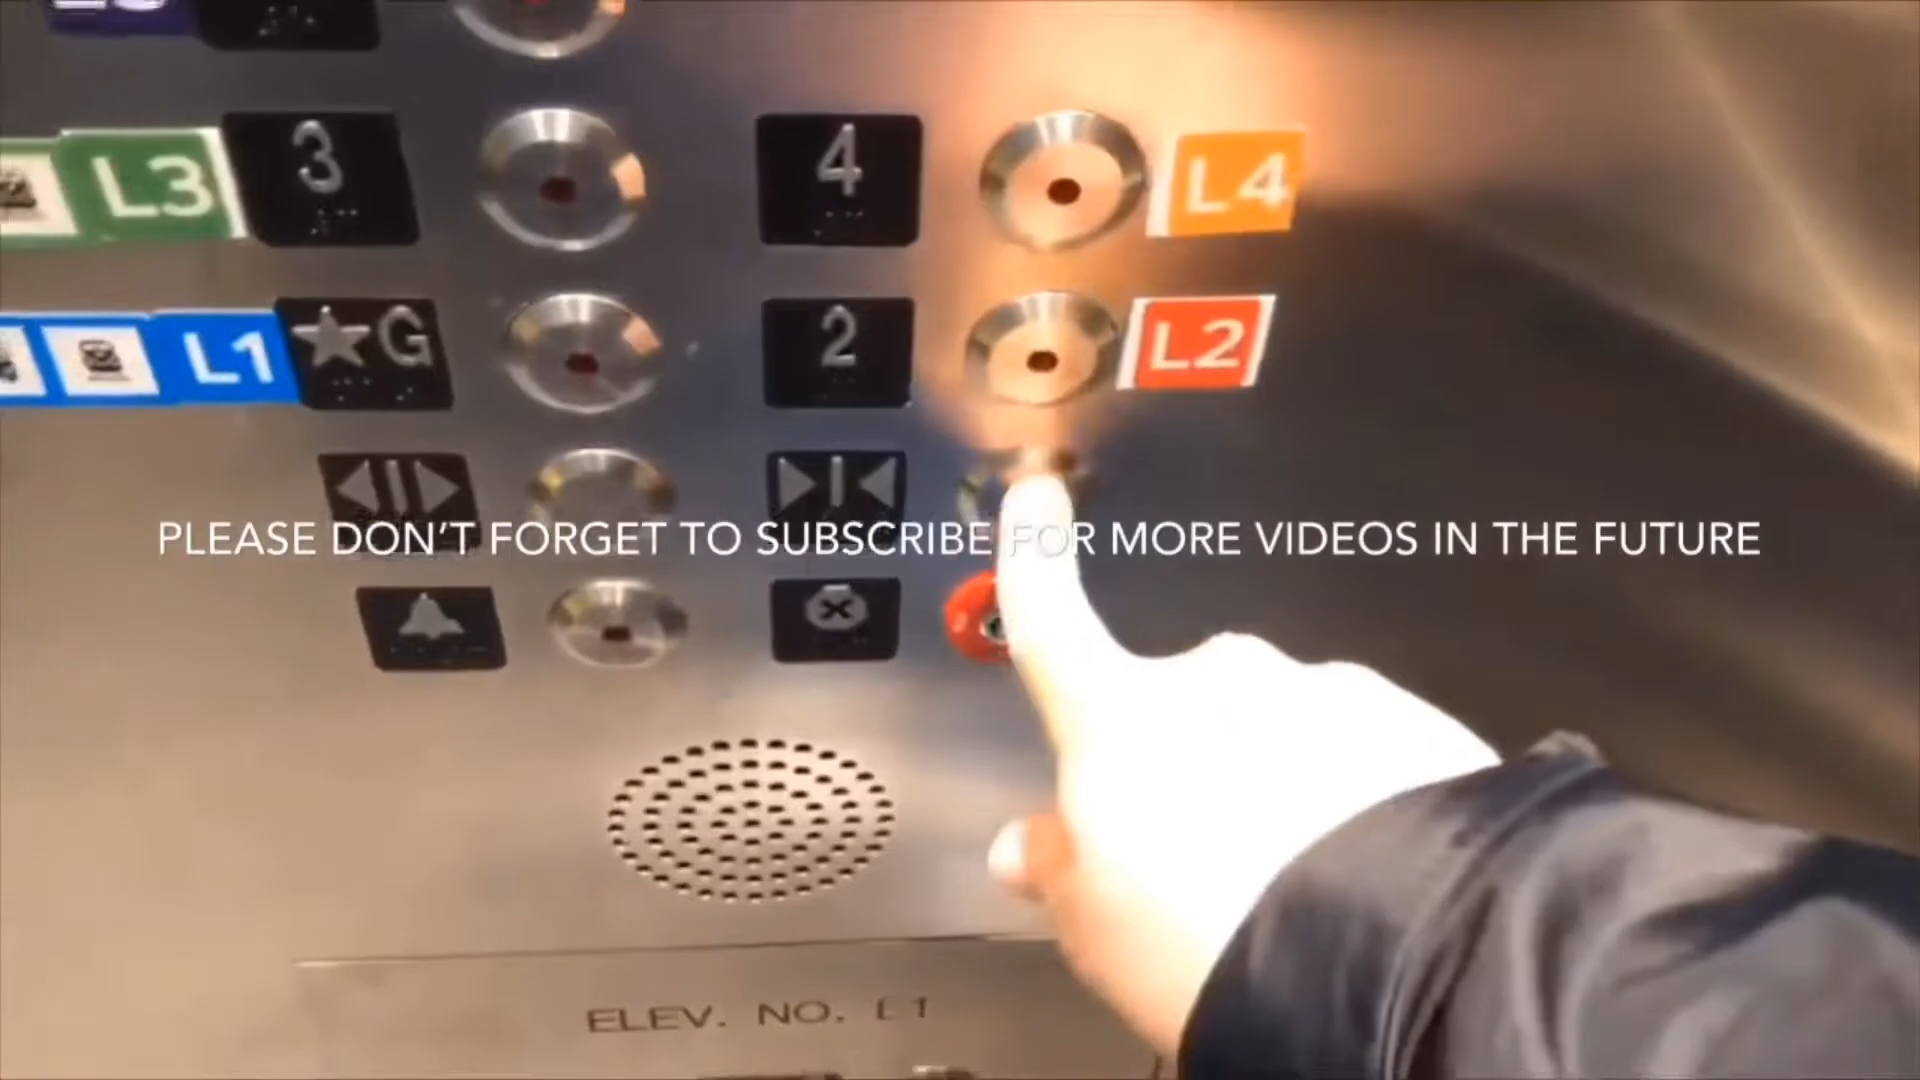 L3 3 4 L4
L1 ★G 2 L2
PLEASE DON'T FORGET TO SUBSCRIBE FOR MORE VIDEOS IN THE FUTURE
ELEV. NO. E1